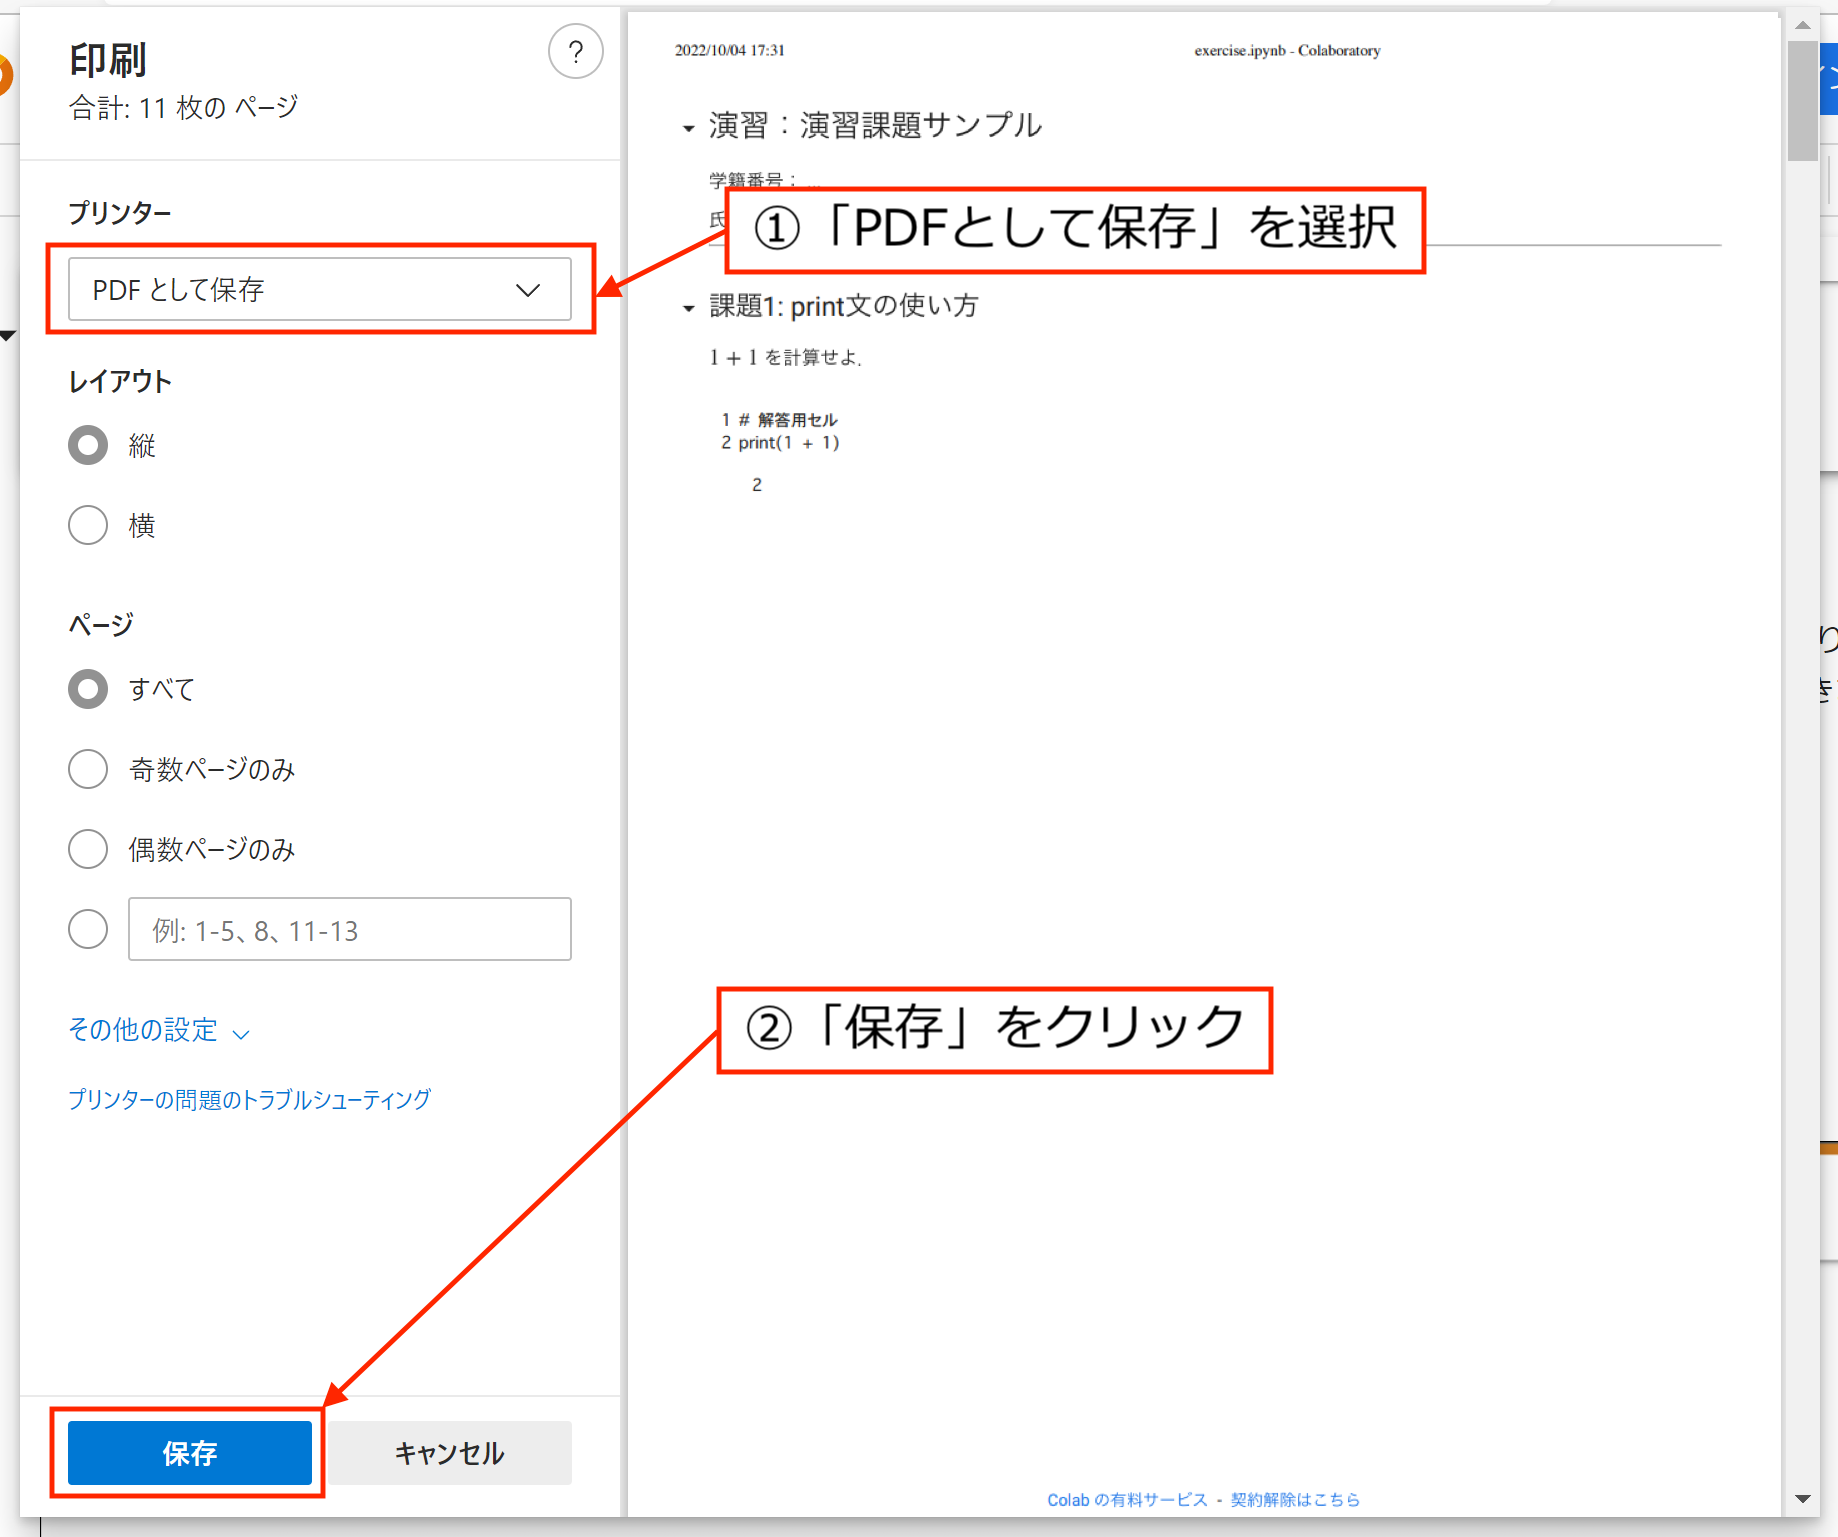 印刷
合計: 11 枚の ページ
?
プリンター
PDF として保存
レイアウト
縦
横
ページ
すべて
奇数ページのみ
偶数ページのみ
例: 1-5、8、11-13
その他の設定
プリンターの問題のトラブルシューティング
保存
キャンセル
2022/10/04 17:31
exercise.ipynb - Colaboratory
演習：演習課題サンプル
学籍番号：...
氏
①「PDFとして保存」を選択
課題1: print文の使い方
1 + 1 を計算せよ.
1 # 解答用セル
2 print(1 + 1)
2
②「保存」をクリック
Colab の有料サービス - 契約解除はこちら
り
き